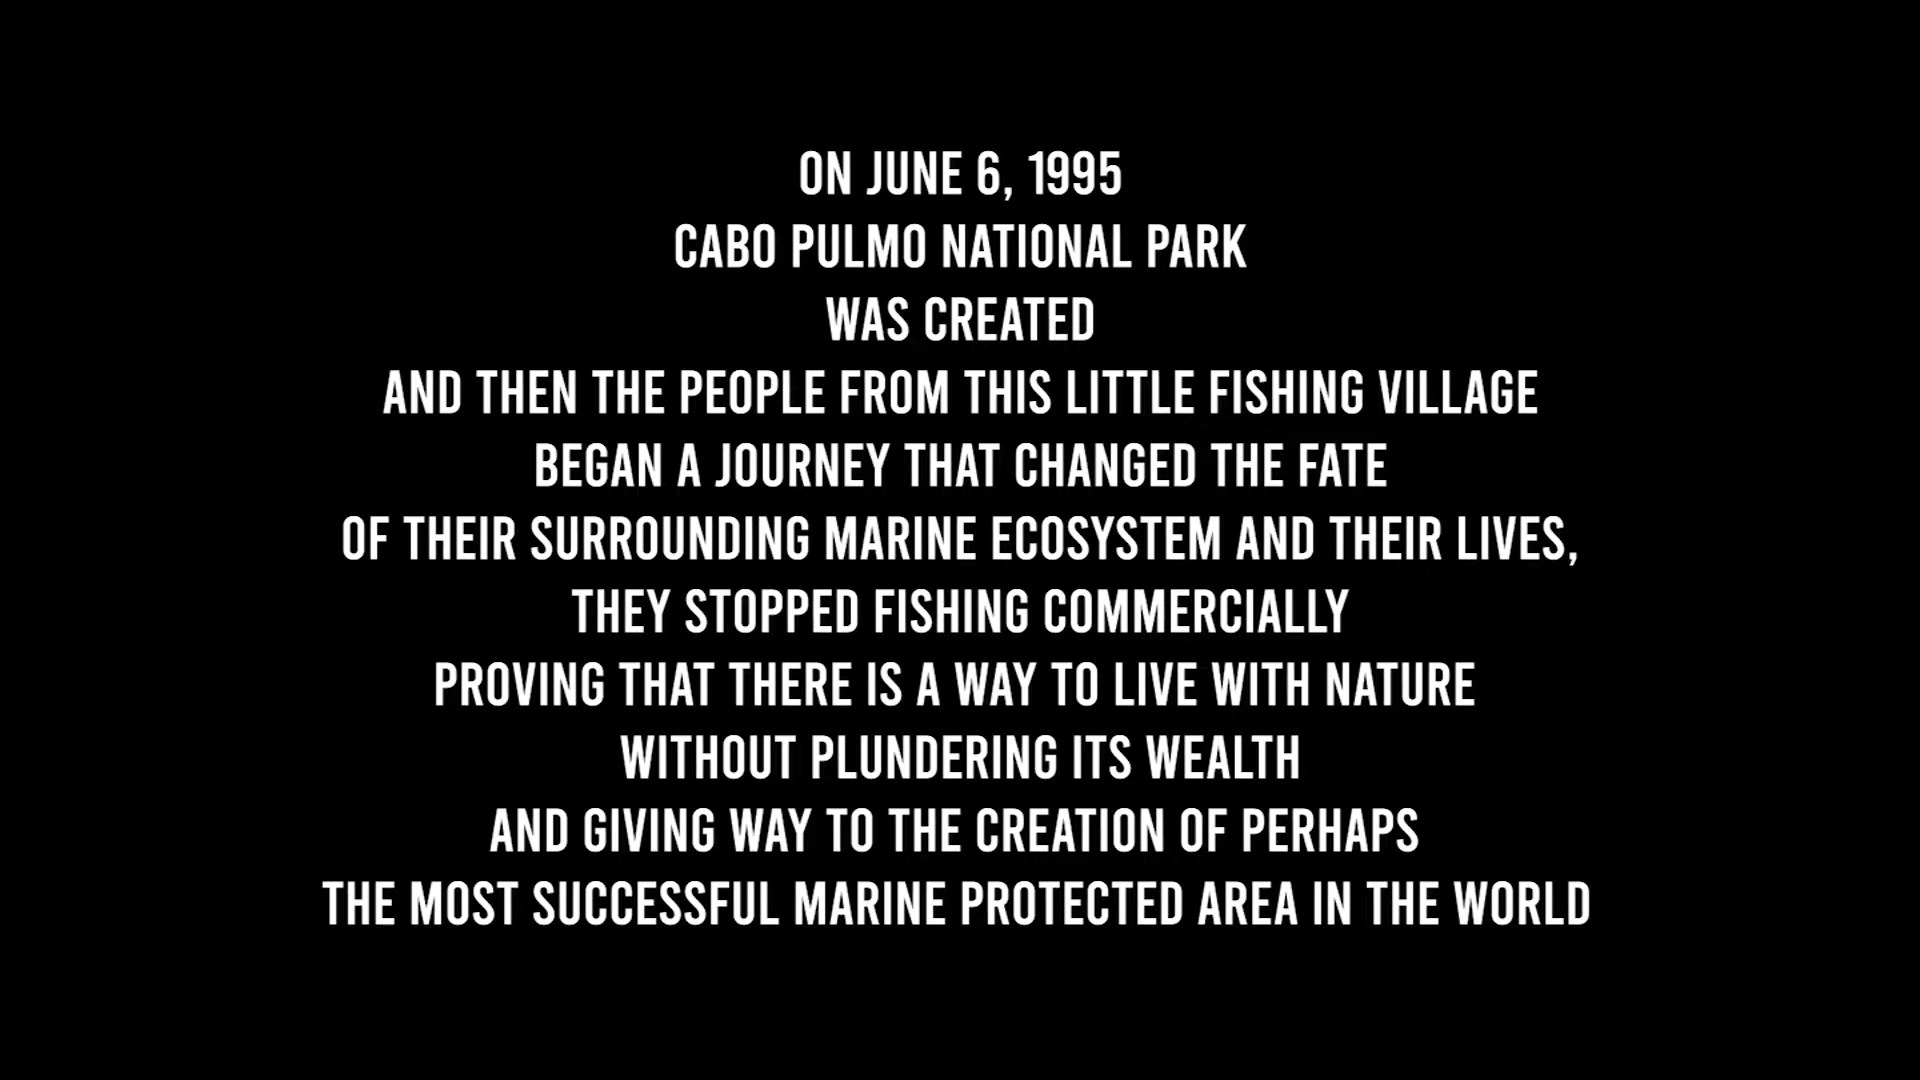 ON JUNE 6, 1995
CABO PULMO NATIONAL PARK
WAS CREATED
AND THEN THE PEOPLE FROM THIS LITTLE FISHING VILLAGE
BEGAN A JOURNEY THAT CHANGED THE FATE
OF THEIR SURROUNDING MARINE ECOSYSTEM AND THEIR LIVES,
THEY STOPPED FISHING COMMERCIALLY
PROVING THAT THERE IS A WAY TO LIVE WITH NATURE
WITHOUT PLUNDERING ITS WEALTH
AND GIVING WAY TO THE CREATION OF PERHAPS
THE MOST SUCCESSFUL MARINE PROTECTED AREA IN THE WORLD